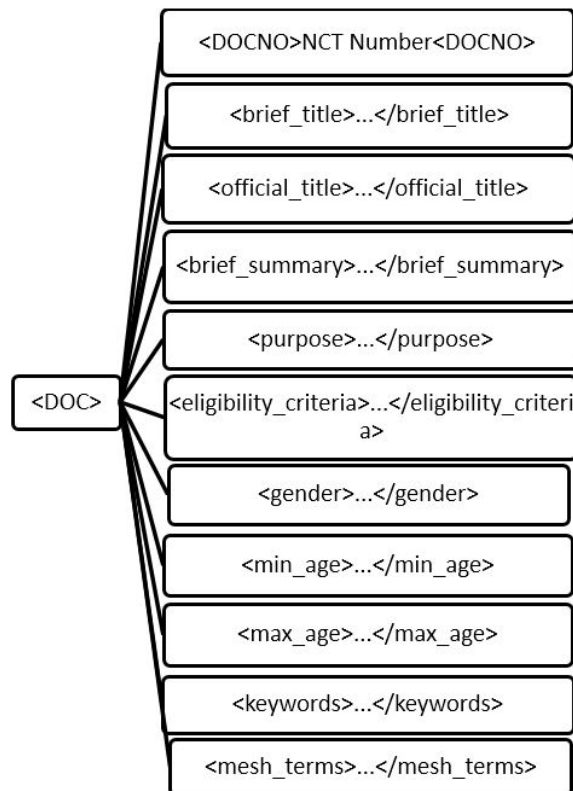 <DOCNO>NCT Number<DOCNO>
<brief_title>...</brief_title>
<official_title>...</official_title>
<brief_summary>...</brief_summary>
<purpose>...</purpose>
<DOC>
<eligibility_criteria>...</eligibility_criteri
a>
<gender>...</gender>
<min_age>...</min_age>
<max_age>...</max_age>
<keywords>...</keywords>
<mesh_terms>...</mesh_terms>